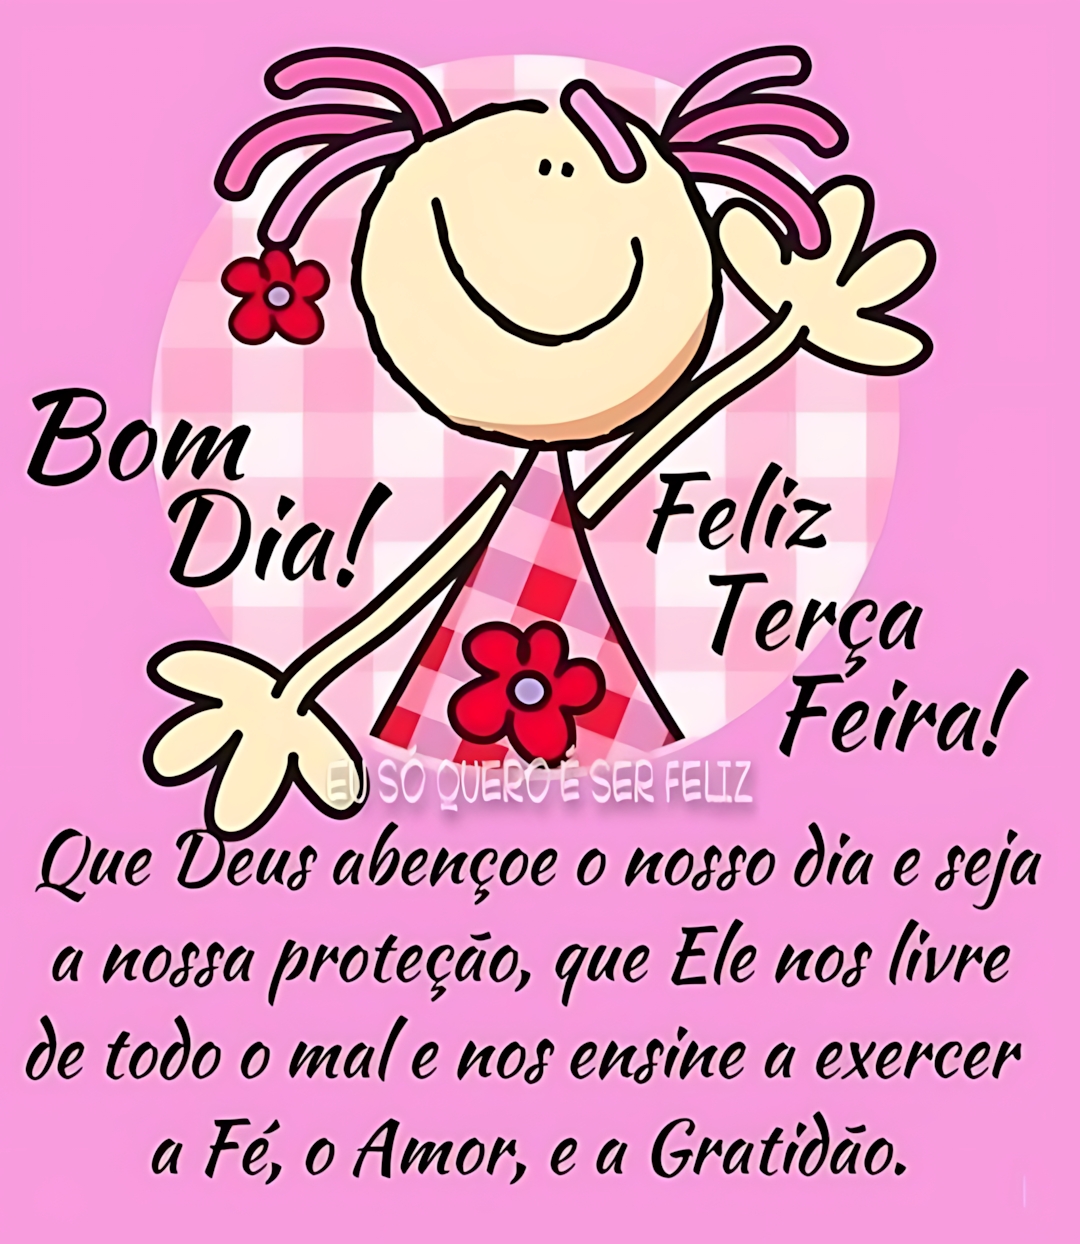 Bom
Dia!
Feliz
Terça
Feira!
EU SÓ QUERO É SER FELIZ
Que Deus abençoe o nosso dia e seja
a nossa proteção, que Ele nos livre
de todo o mal e nos ensine a exercer
a Fé, o Amor, e a Gratidão.